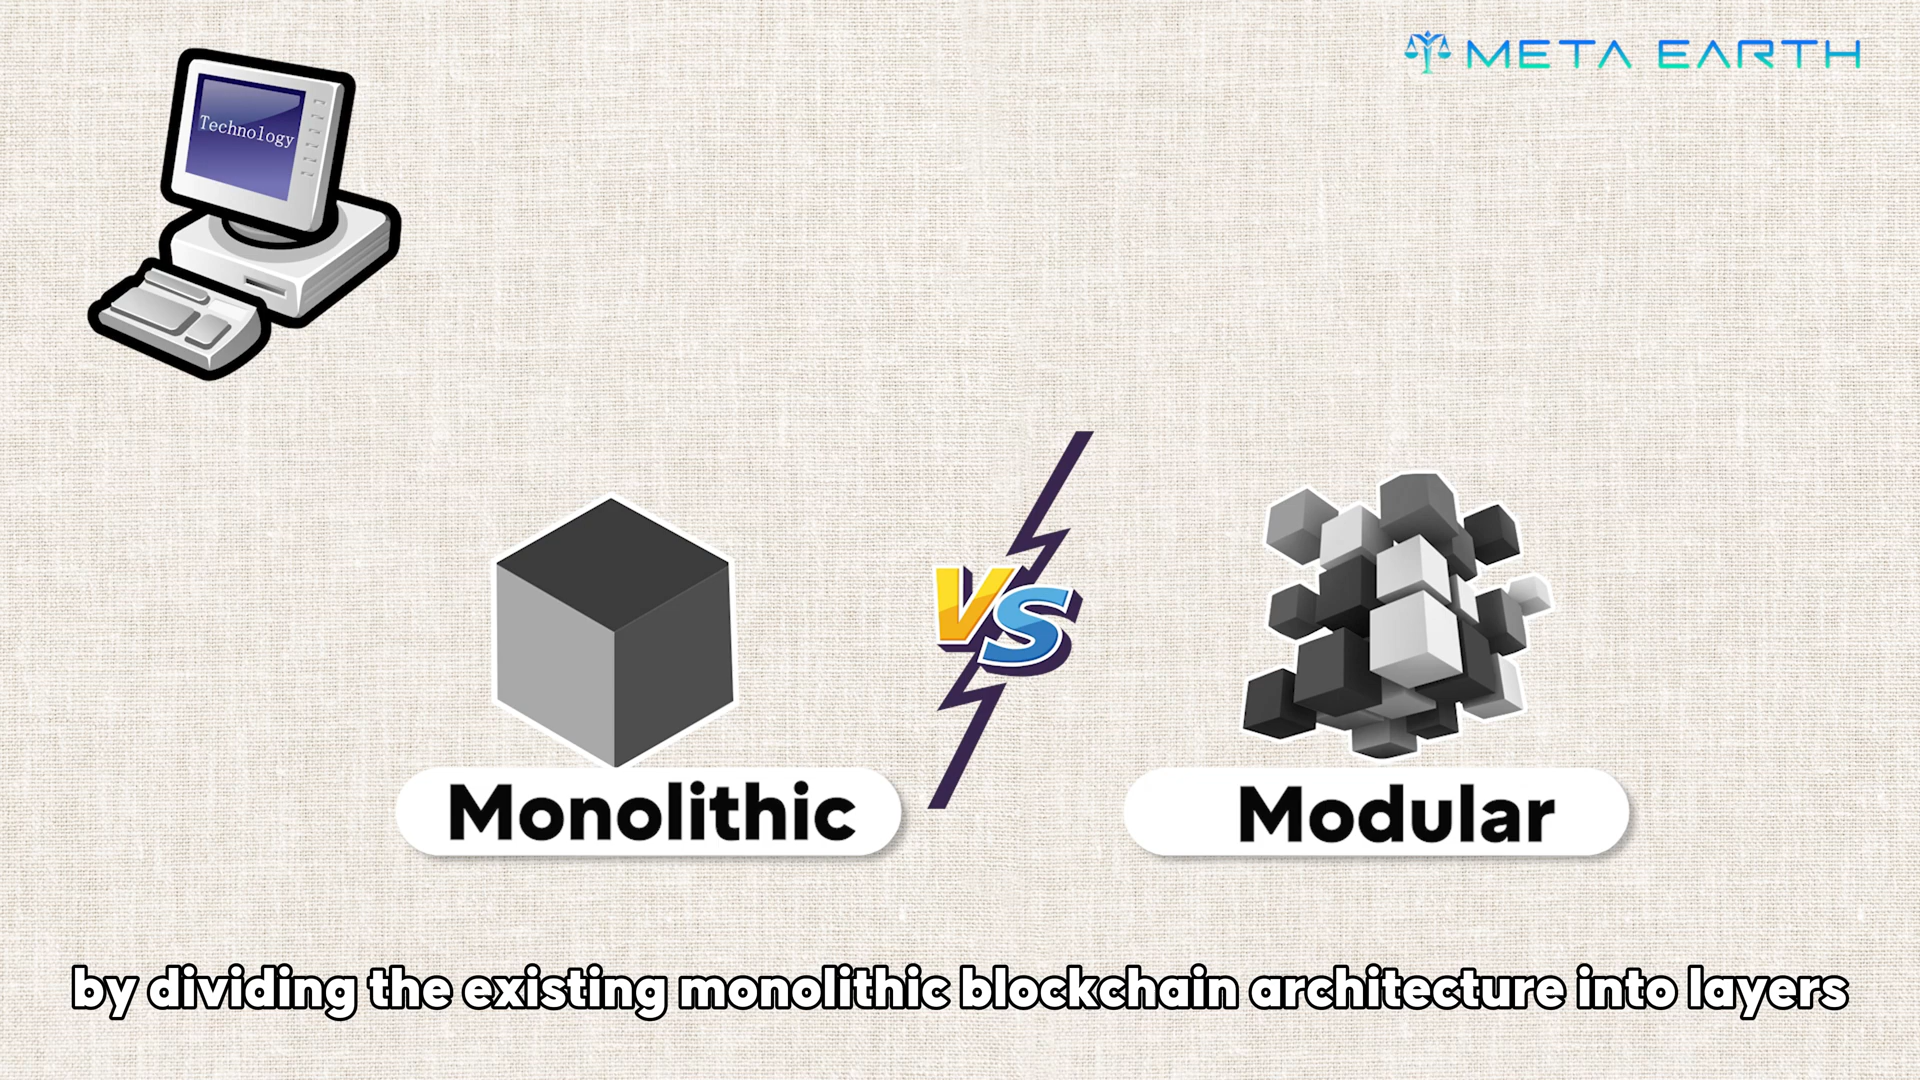 META EARTH
Technology
VS
Monolithic
Modular
by dividing the existing monolithic blockchain architecture into layers